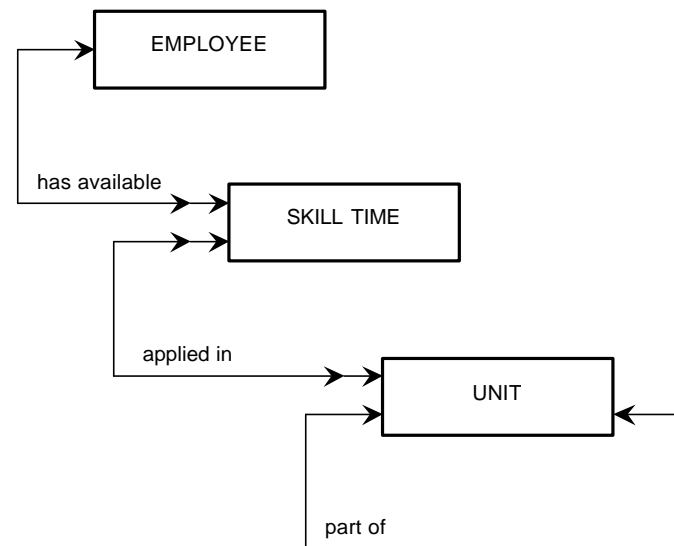 EMPLOYEE
has available
SKILL TIME
applied in
UNIT
part of